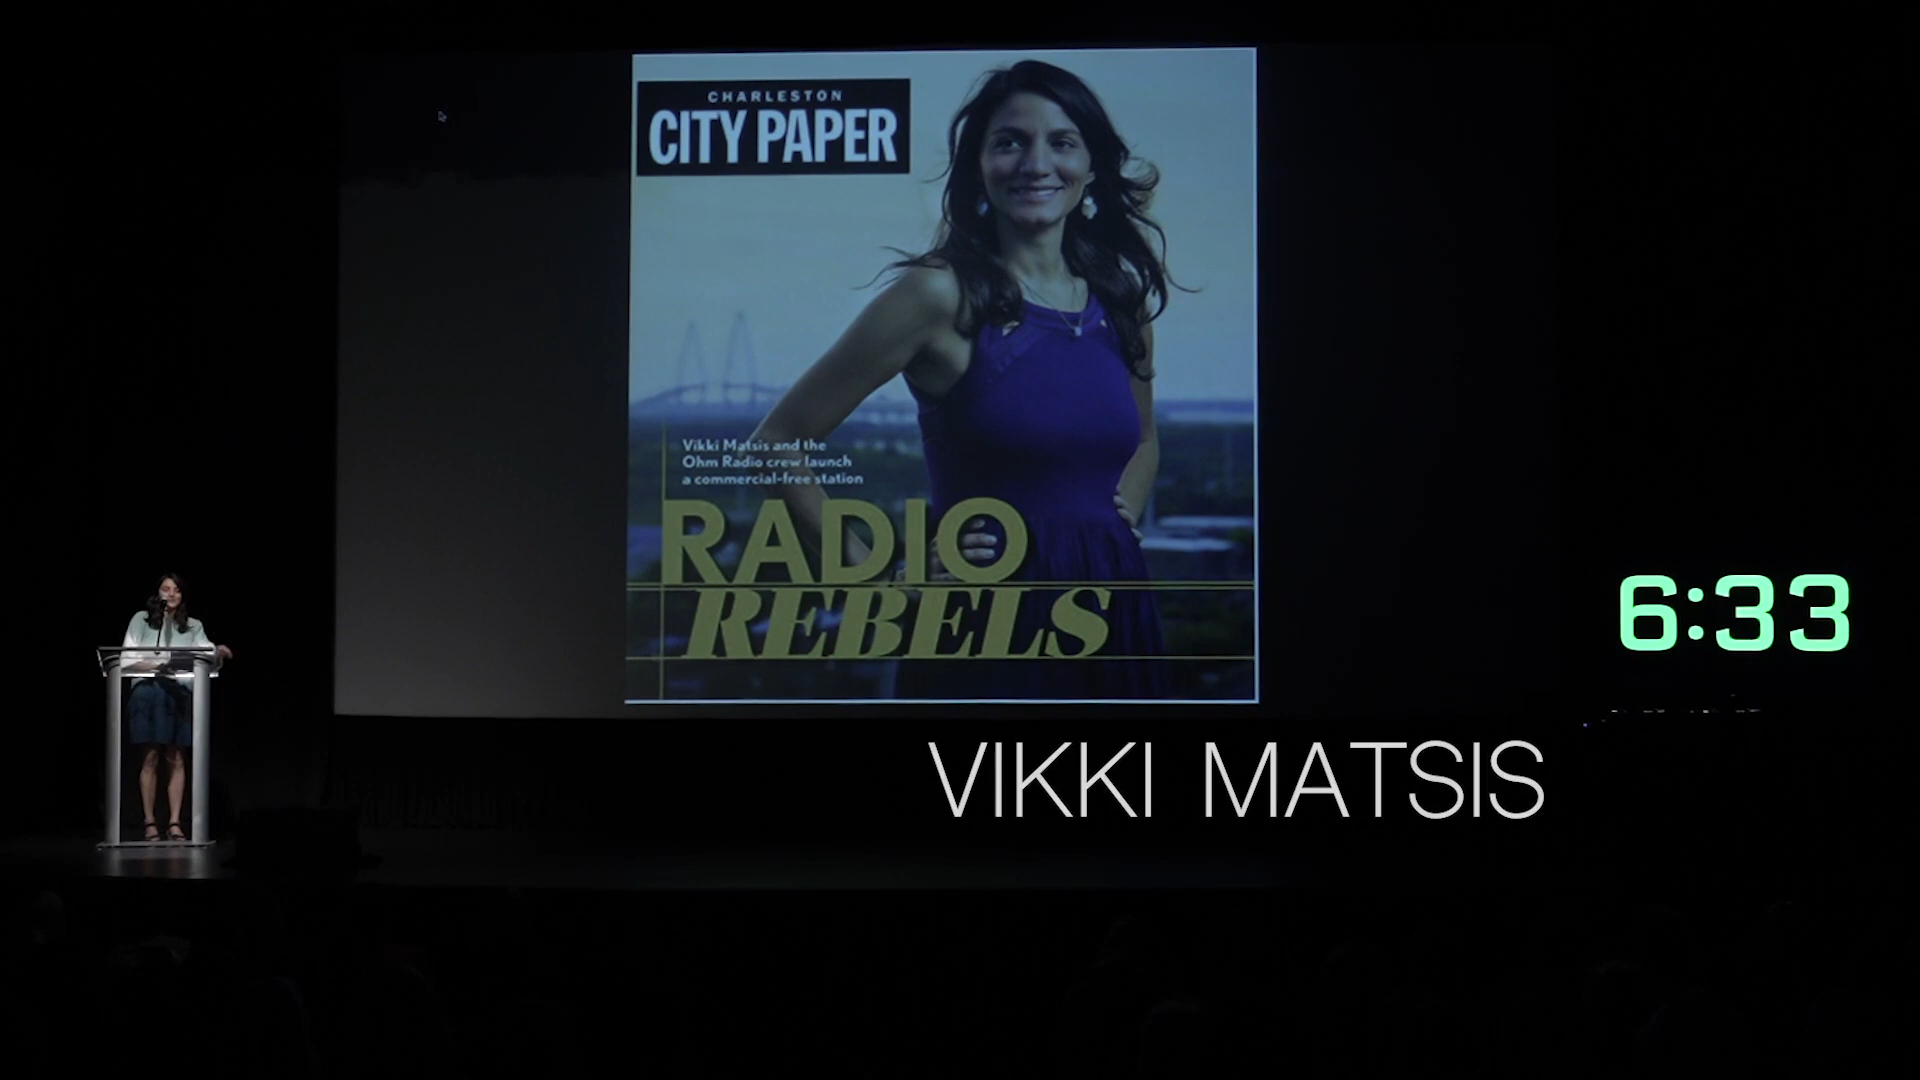 CHARLESTON
CITY PAPER
Vikki Matsis and the
Ohm Radio crew launch
a commercial-free station
RADIO
REBELS
6:33
VIKKI MATSIS